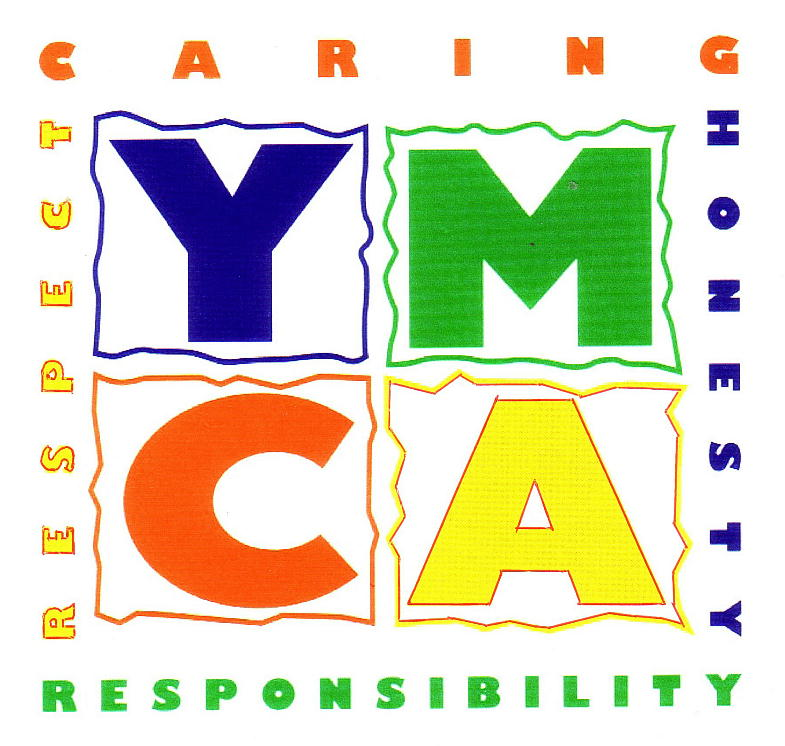 CARING
RESPECT
HONESTY
YM
CA
RESPONSIBILITY